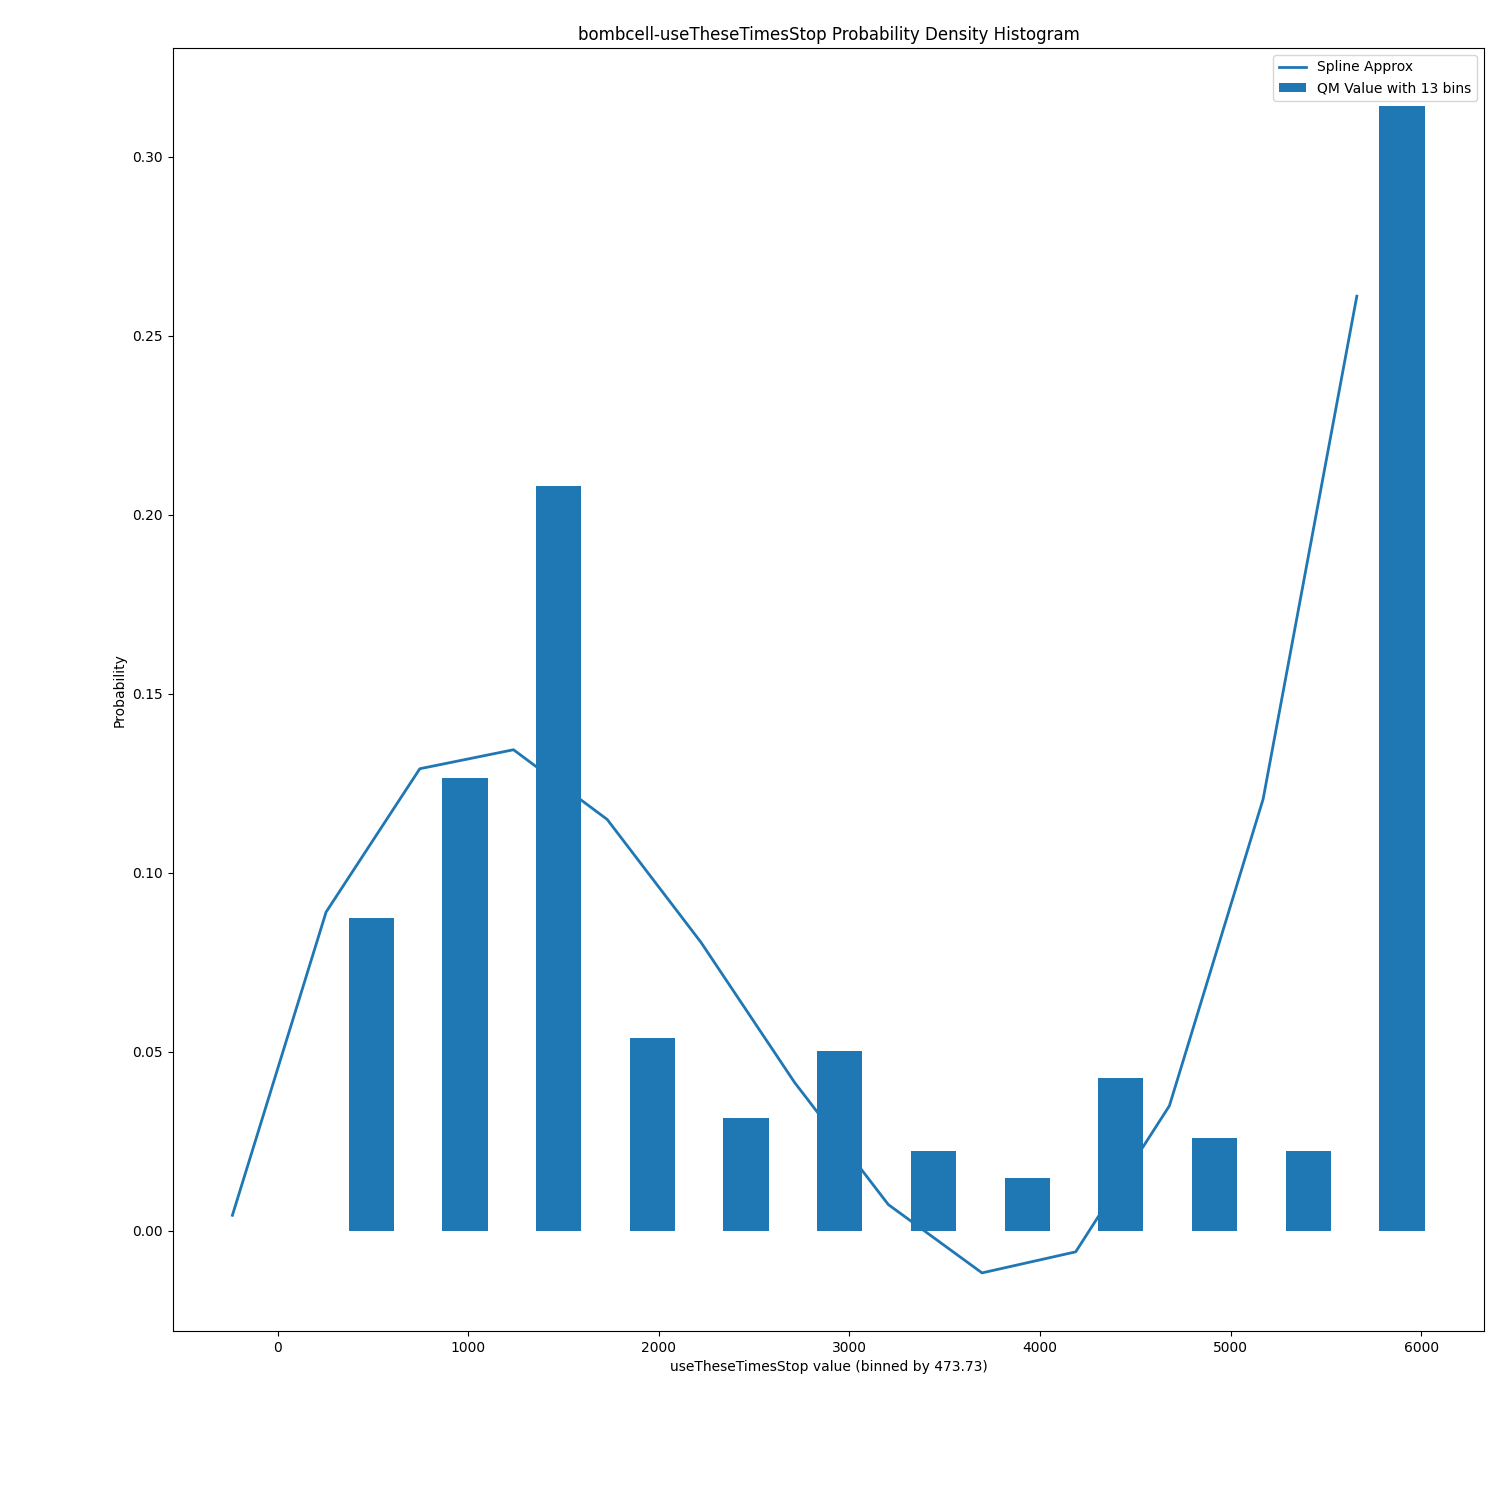 bombcell-useTheseTimesStop Probability Density Histogram
Spline Approx
QM Value with 13 bins
0.30
0.25
0.20
0.15
0.10
0.05
0.00
Probability
0 1000 2000 3000 4000 5000 6000
useTheseTimesStop value (binned by 473.73)